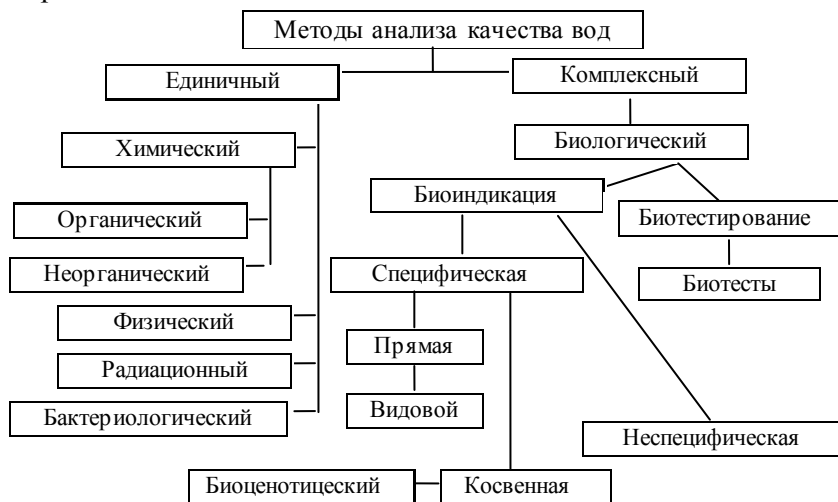 Методы анализа качества вод
Единичный
Комплексный
Химический
Биологический
Органический
Биоиндикация
Биотестирование
Неорганический
Специфическая
Биотесты
Физический
Прямая
Радиационный
Видовой
Бактериологический
Неспецифическая
Биоценотицеский
Косвенная